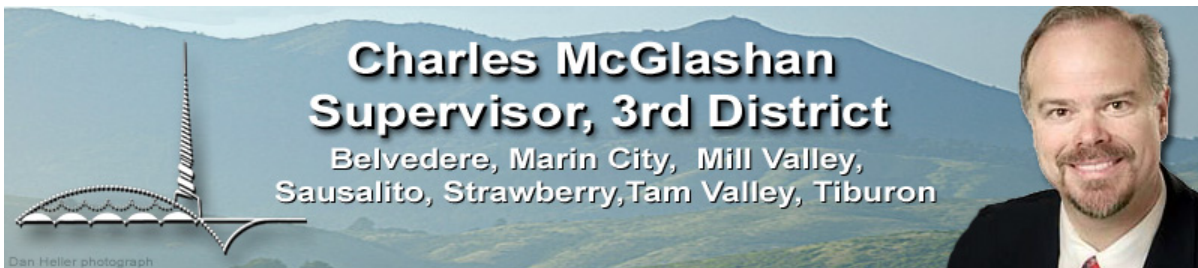 Charles McGlashan
Supervisor, 3rd District
Belvedere, Marin City, Mill Valley,
Sausalito, Strawberry,Tam Valley, Tiburon
Dan Heller photograph